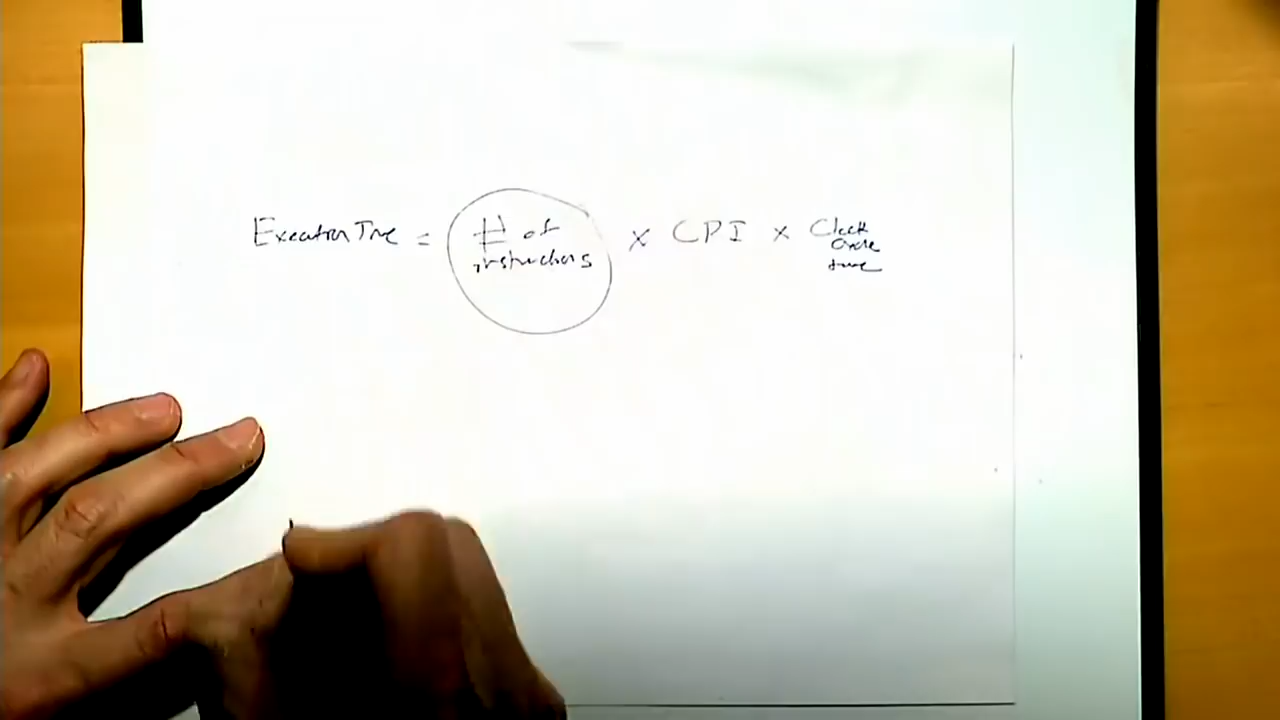 Execution Time = # of instructions × CPI × Clock Cycle time